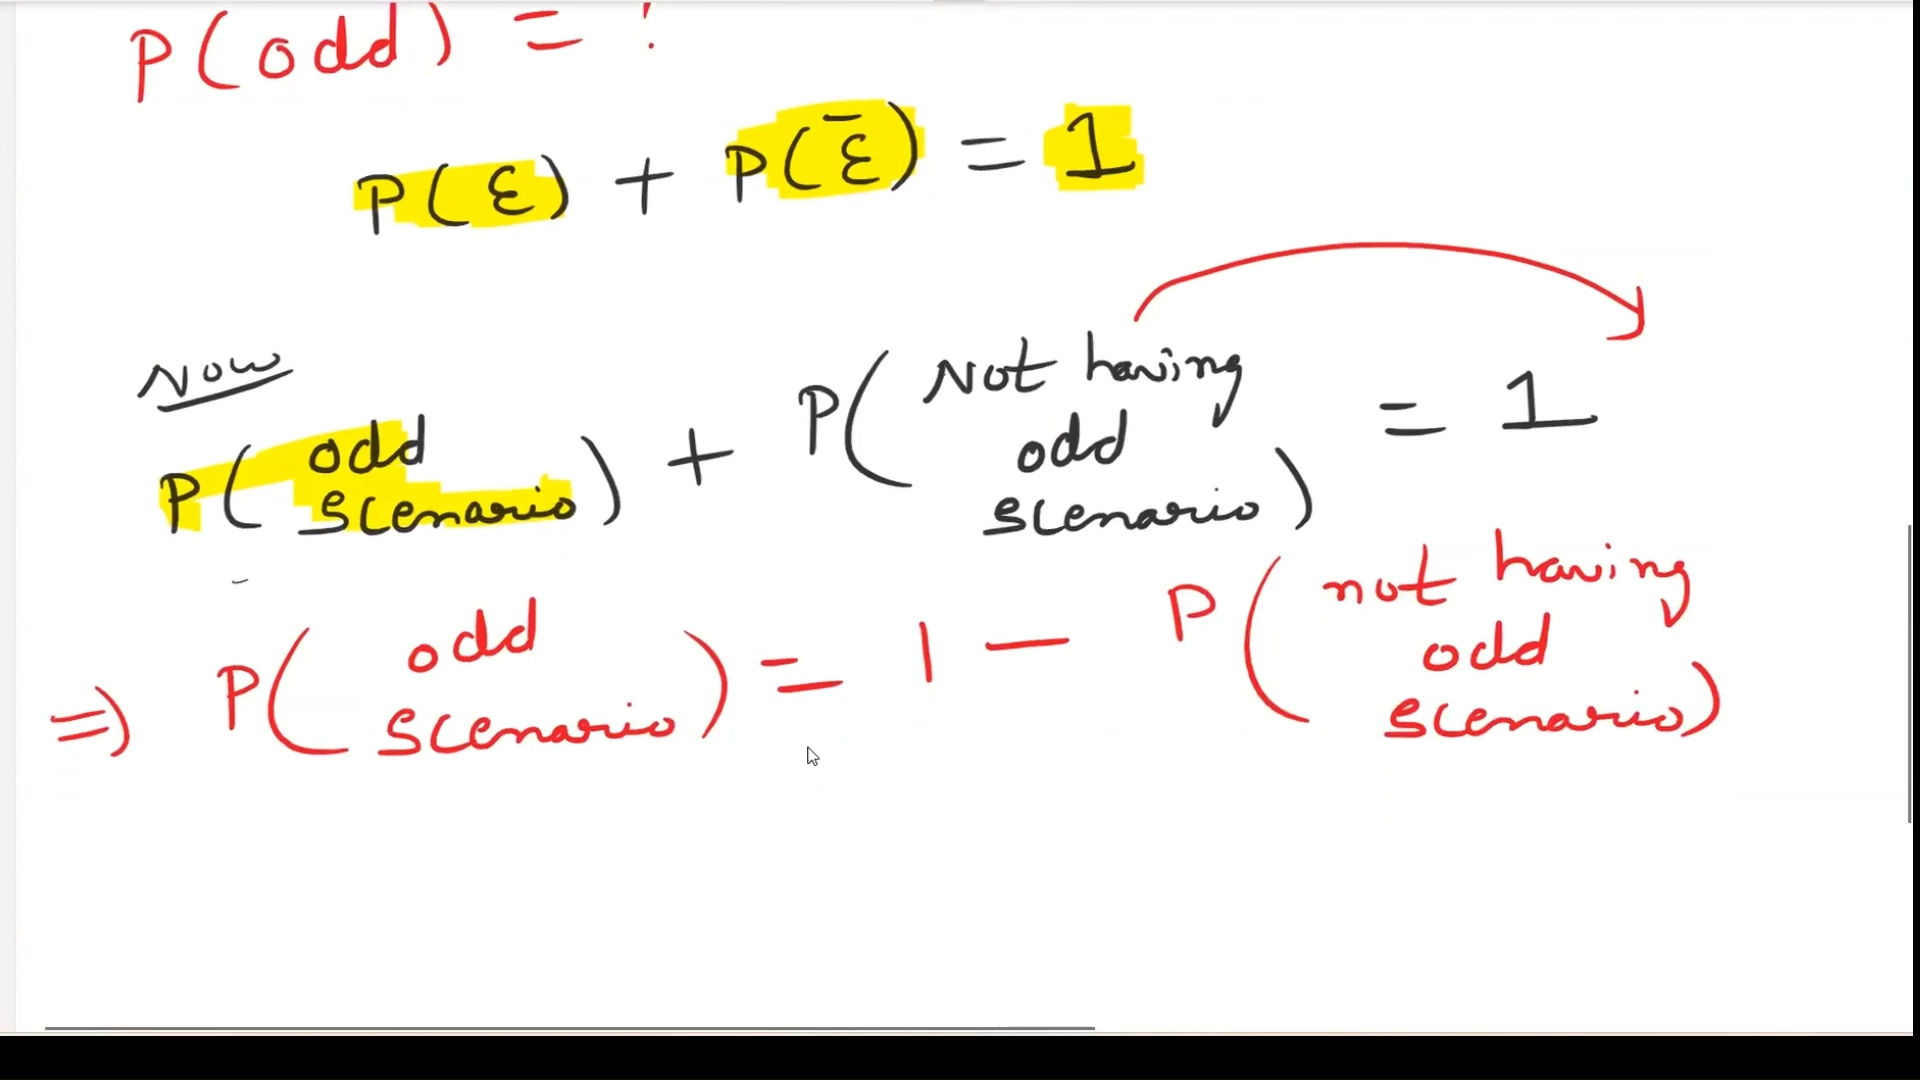 P(odd) = ?
P(ε) + P(ε̅) = 1
Now
P(odd scenario) + P(Not having odd scenario) = 1
⇒ P(odd scenario) = 1 − P(not having odd scenario)